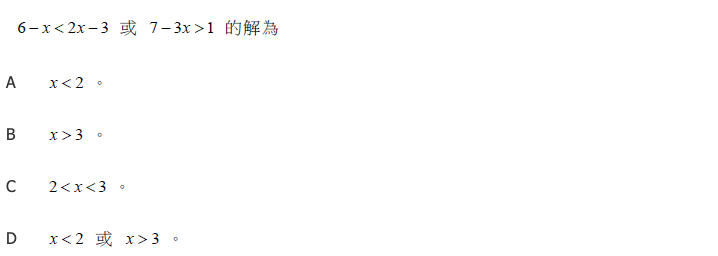 6 − x < 2x − 3 或 7 − 3x > 1 的解為
A x < 2 。
B x > 3 。
C 2 < x < 3 。
D x < 2 或 x > 3 。